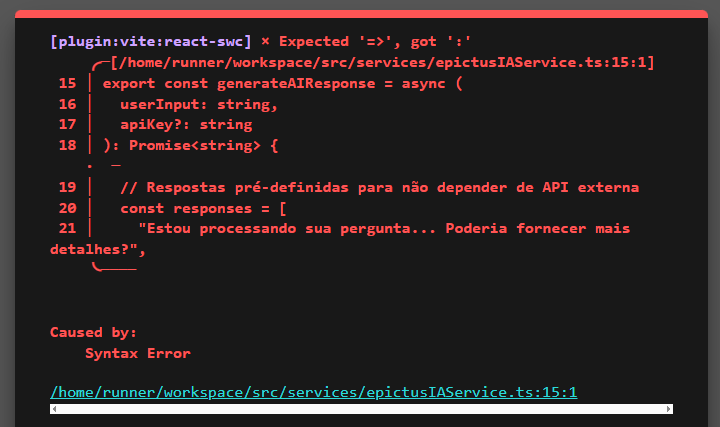 [plugin:vite:react-swc] × Expected '=>', got ':'
╭─[/home/runner/workspace/src/services/epictusIAService.ts:15:1]
15 │ export const generateAIResponse = async (
16 │   userInput: string,
17 │   apiKey?: string
18 │ ): Promise<string> {
·  ─
19 │   // Respostas pré-definidas para não depender de API externa
20 │   const responses = [
21 │     "Estou processando sua pergunta... Poderia fornecer mais
detalhes?",
╰────
Caused by:
Syntax Error
/home/runner/workspace/src/services/epictusIAService.ts:15:1